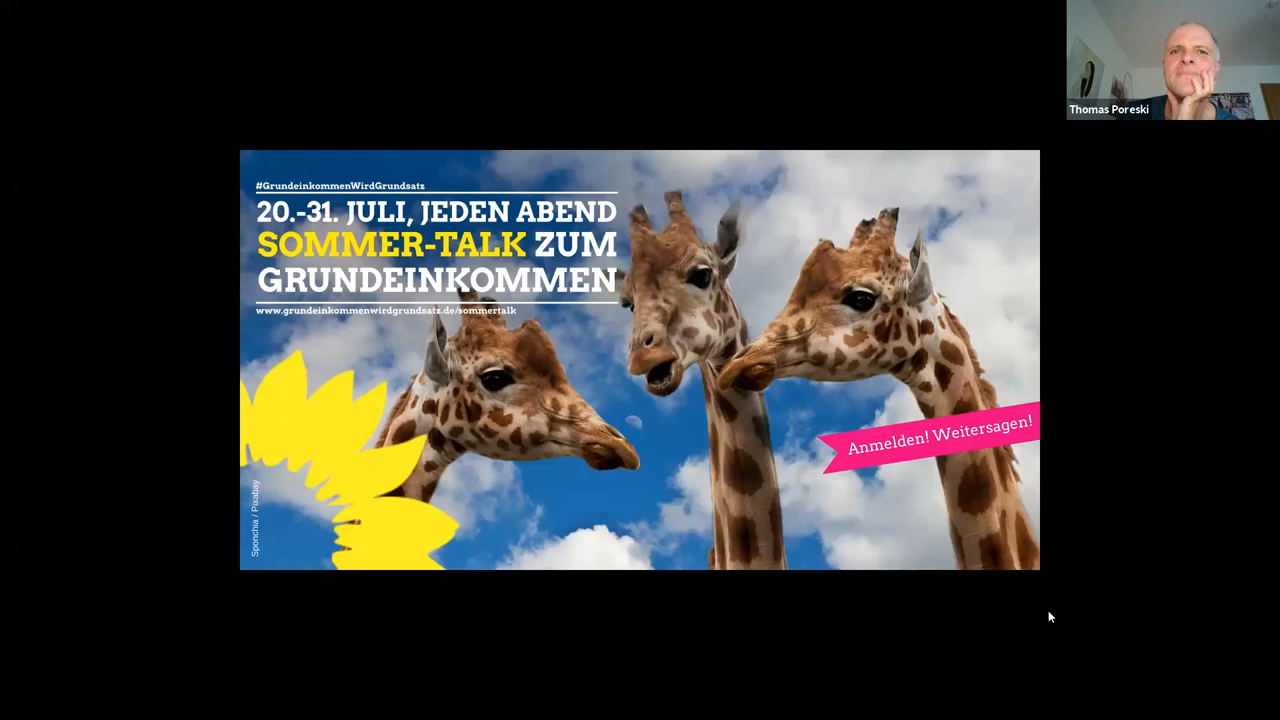 Thomas Poreski
#GrundeinkommenWirdGrundsatz
20.-31. JULI, JEDEN ABEND
SOMMER-TALK ZUM
GRUNDEINKOMMEN
www.grundeinkommenwirdgrundsatz.de/sommertalk
Anmelden! Weitersagen!
Sponchia / Pixabay